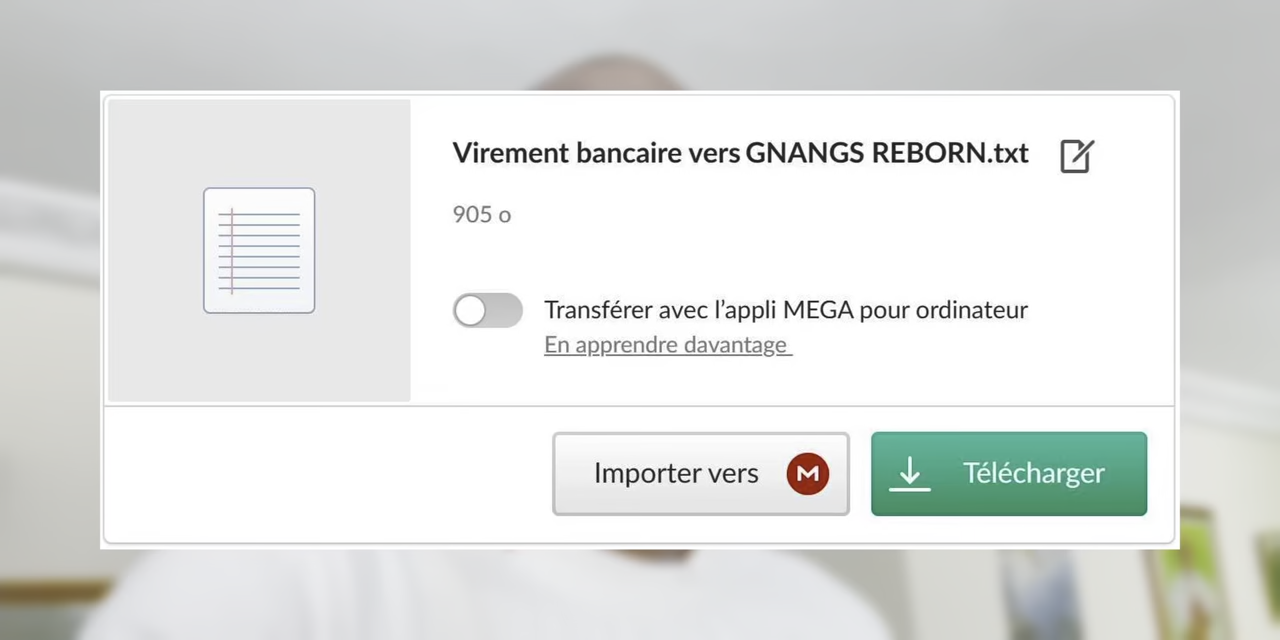 Virement bancaire vers GNANGS REBORN.txt
905 o
Transférer avec l’appli MEGA pour ordinateur
En apprendre davantage
Importer vers M
Télécharger